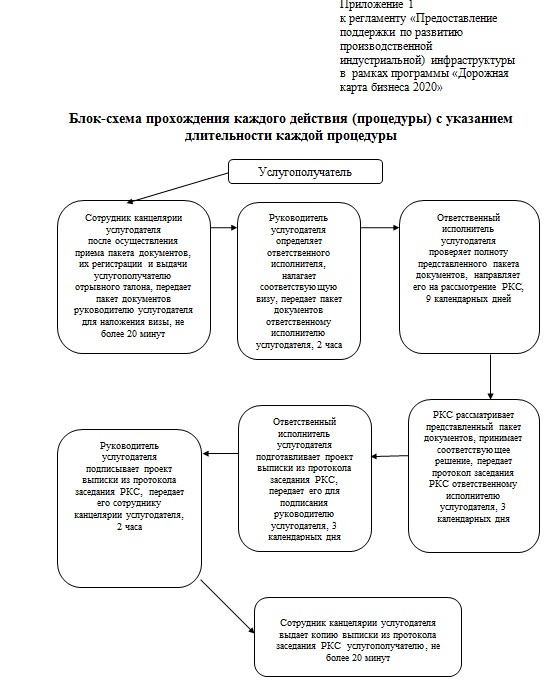 Приложение 1
к регламенту «Предоставление
поддержки по развитию
производственной
индустриальной) инфраструктуры
в рамках программы «Дорожная
карта бизнеса 2020»
Блок-схема прохождения каждого действия (процедуры) с указанием
длительности каждой процедуры
Услугополучатель
Сотрудник канцелярии
услугодателя
после осуществления
приема пакета документов,
их регистрации и выдачи
услугополучателю
отрывного талона, передает
пакет документов
руководителю услугодателя
для наложения визы, не
более 20 минут
Руководитель
услугодателя
определяет
ответственного
исполнителя,
налагает
соответствующую
визу, передает пакет
документов
ответственному
исполнителю
услугодателя, 2 часа
Ответственный
исполнитель
услугодателя
проверяет полноту
представленного пакета
документов, направляет
его на рассмотрение РКС,
9 календарных дней
РКС рассматривает
представленный пакет
документов, принимает
соответствующее
решение, передает
протокол заседания
РКС ответственному
исполнителю
услугодателя, 3
календарных дня
Ответственный
исполнитель
услугодателя
подготавливает проект
выписки из протокола
заседания РКС,
передает его для
подписания
руководителю
услугодателя, 3
календарных дня
Руководитель
услугодателя
подписывает проект
выписки из протокола
заседания РКС, передает
его сотруднику
канцелярии услугодателя,
2 часа
Сотрудник канцелярии услугодателя
выдает копию выписки из протокола
заседания РКС услугополучателю, не
более 20 минут